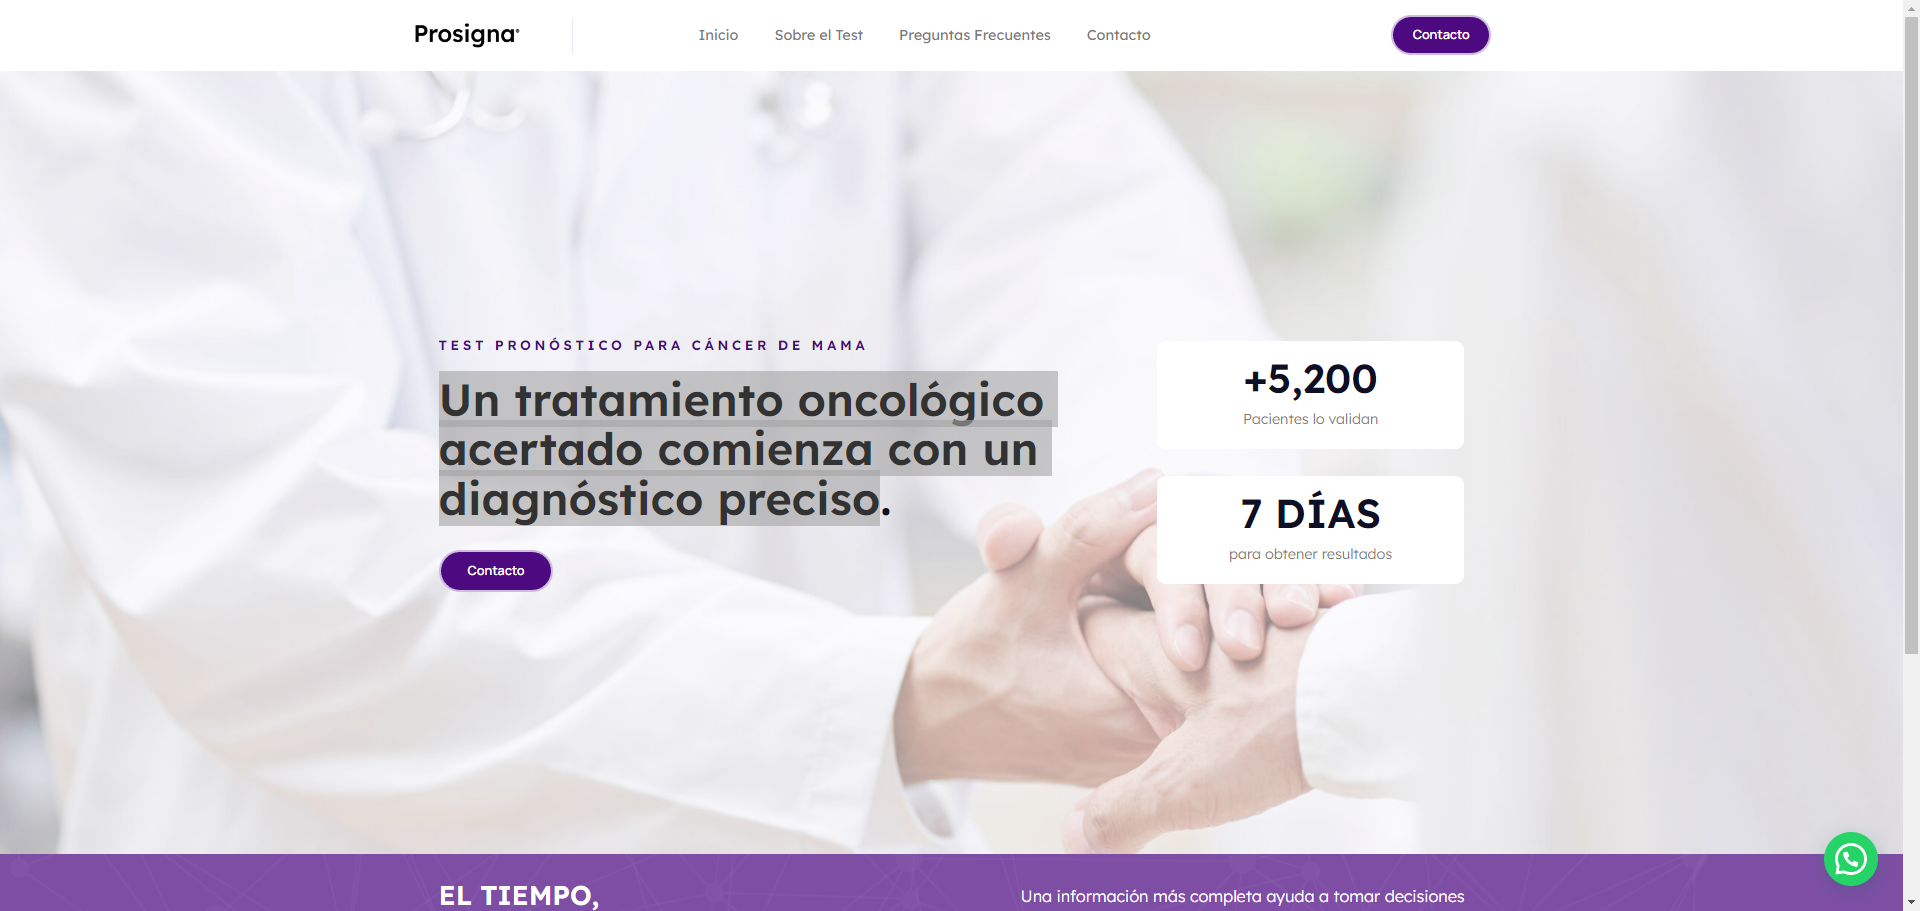 Prosigna®
Inicio
Sobre el Test
Preguntas Frecuentes
Contacto
Contacto
TEST PRONÓSTICO PARA CÁNCER DE MAMA
Un tratamiento oncológico
acertado comienza con un
diagnóstico preciso.
Contacto
+5,200
Pacientes lo validan
7 DÍAS
para obtener resultados
EL TIEMPO,
Una información más completa ayuda a tomar decisiones